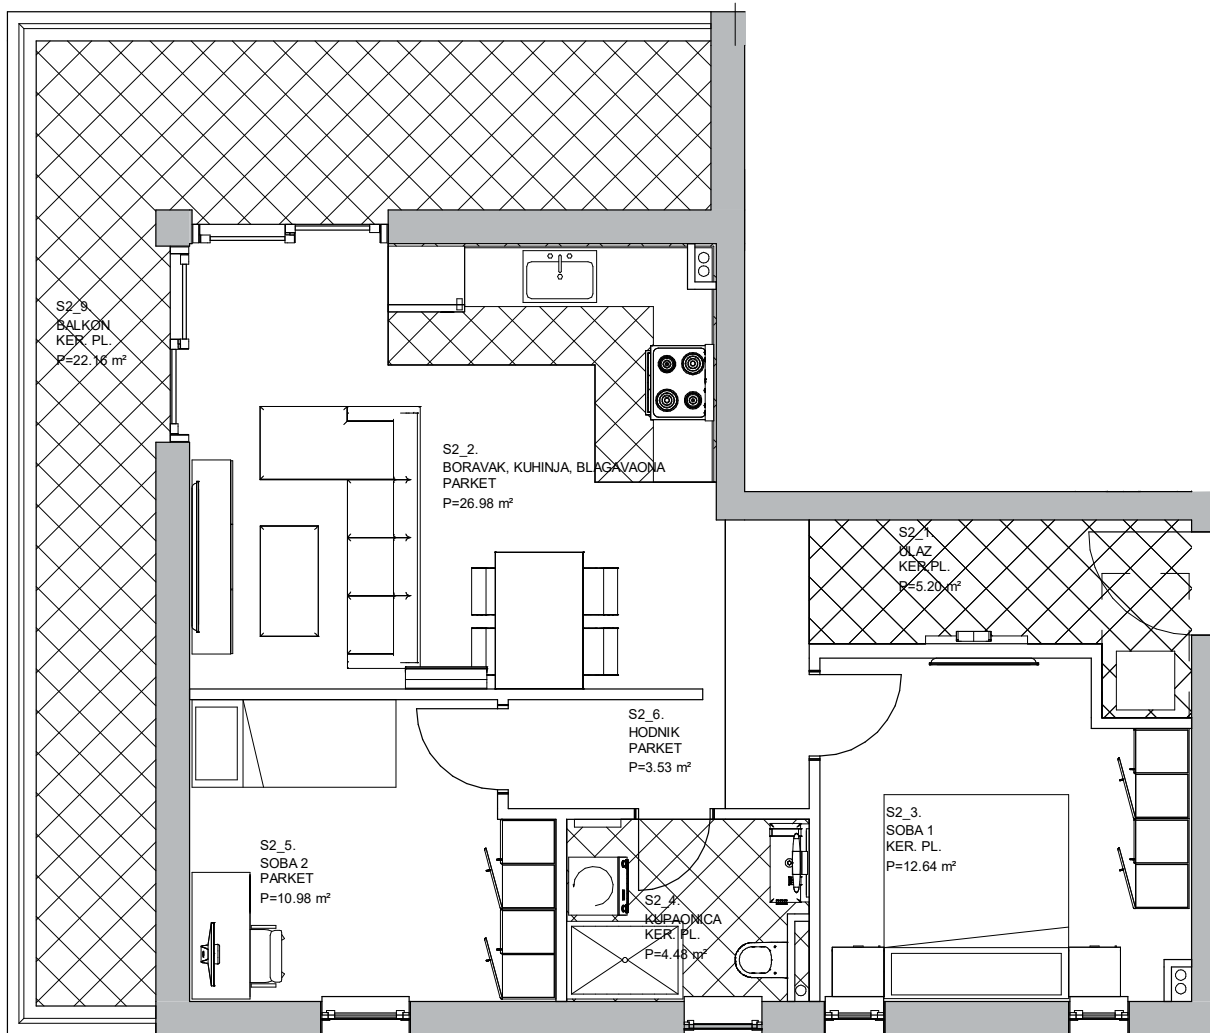 S2_9.
BALKON
KER. PL.
P=22.16 m²
S2_2.
BORAVAK, KUHINJA, BLAGAVAONA
PARKET
P=26.98 m²
S2_1.
ULAZ
KER.PL.
P=5.20 m²
S2_6.
HODNIK
PARKET
P=3.53 m²
S2_3.
SOBA 1
KER. PL.
P=12.64 m²
S2_5.
SOBA 2
PARKET
P=10.98 m²
S2_4.
KUPAONICA
KER. PL.
P=4.48 m²